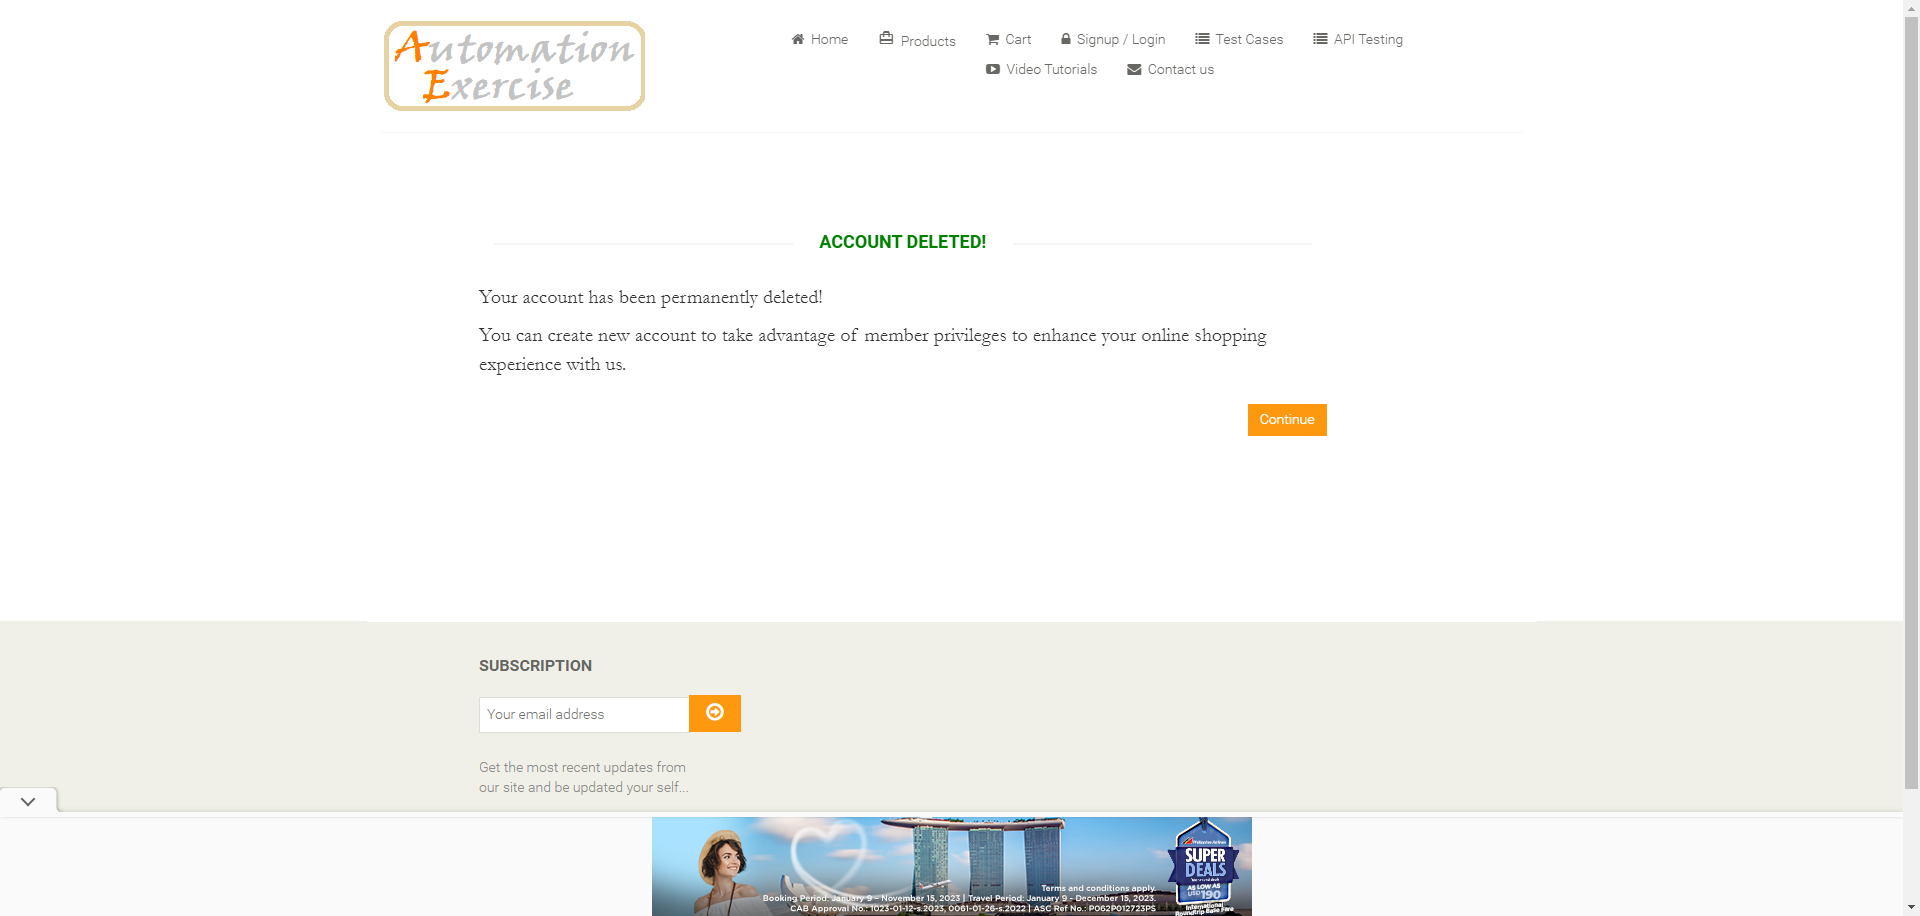 Automation
Exercise
Home
Products
Cart
Signup / Login
Test Cases
API Testing
Video Tutorials
Contact us
ACCOUNT DELETED!
Your account has been permanently deleted!
You can create new account to take advantage of member privileges to enhance your online shopping
experience with us.
Continue
SUBSCRIPTION
Your email address
Get the most recent updates from
our site and be updated your self...
Philippine Airlines
SUPER
DEALS
AS LOW AS
USD190
International
Roundtrip Base Fare
Terms and conditions apply.
Booking Period: January 9 – November 15, 2023 | Travel Period: January 9 - December 15, 2023.
CAB Approval No.: 1023-01-12-s.2023, 0061-01-26-s.2022 | ASC Ref No.: P062P012723PS